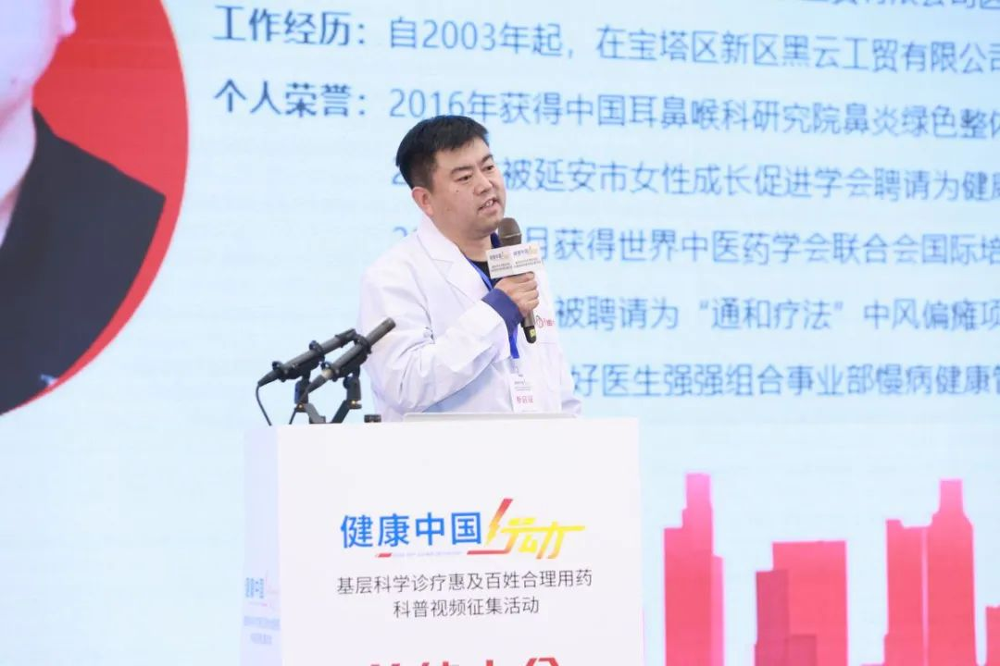 工作经历：自2003年起，在宝塔区新区黑云工贸有限公司
个人荣誉：2016年获得中国耳鼻喉科研究院鼻炎绿色整体
被延安市女性成长促进学会聘请为健康
月获得世界中医药学会联合会国际培
被聘请为“通和疗法”中风偏瘫项
好医生强强组合事业部慢病健康管
健康中国行动
基层科学诊疗惠及百姓合理用药
科普视频征集活动
健康中国